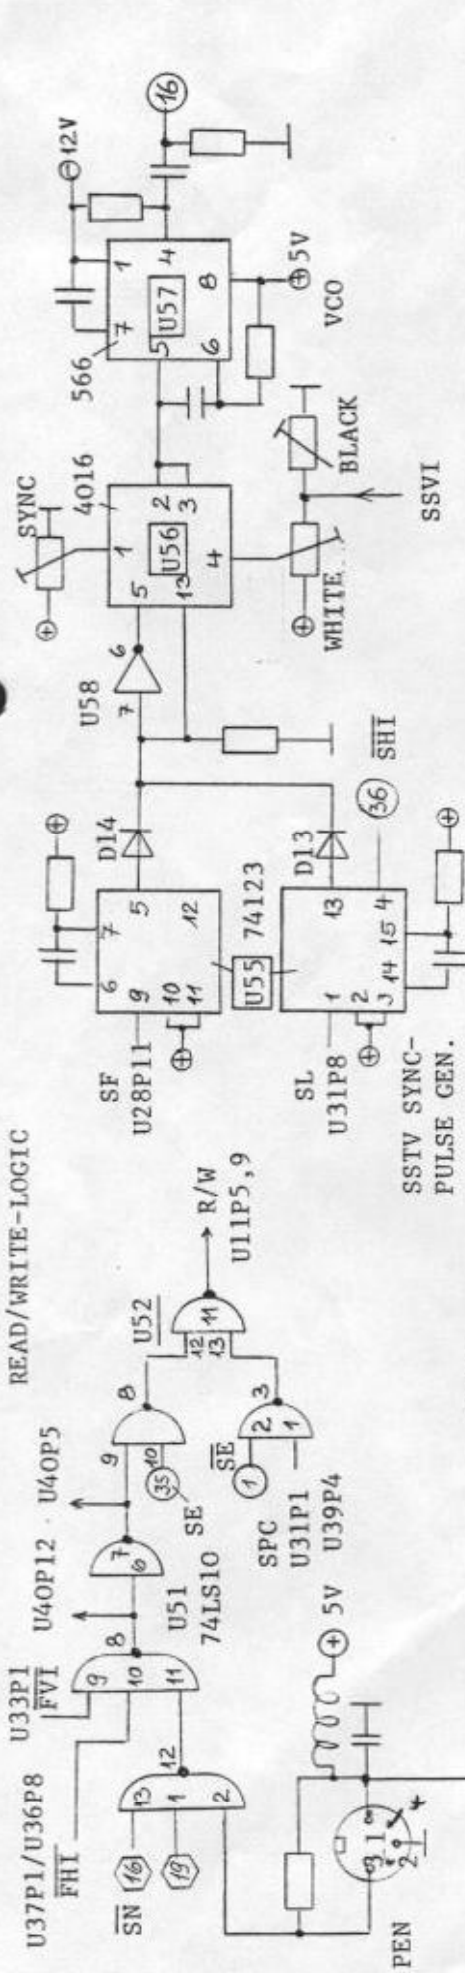 READ/WRITE-LOGIC
U37P1/U36P8
FHI
U33P1
FVI
U40P12
U40P5
9
10
11
8
6
7
U51
74LS10
9
10
8
35
SE
U52
12
13
11
R/W
U11P5,9
SE
1
2
1
3
SPC
U31P1
U39P4
SN
16
19
13
1
2
12
5V
PEN
3
1
2
4
SF
U28P11
6
7
9
5
10
11
12
D14
U55
74123
SL
U31P8
1
13
2
3
4
14
15
D13
36
SHI
SSTV SYNC-
PULSE GEN.
U58
7
6
SYNC
4016
1
5
2
3
U56
13
4
WHITE
BLACK
SSVI
566
7
1
12V
5
4
U57
6
8
16
5V
VCO